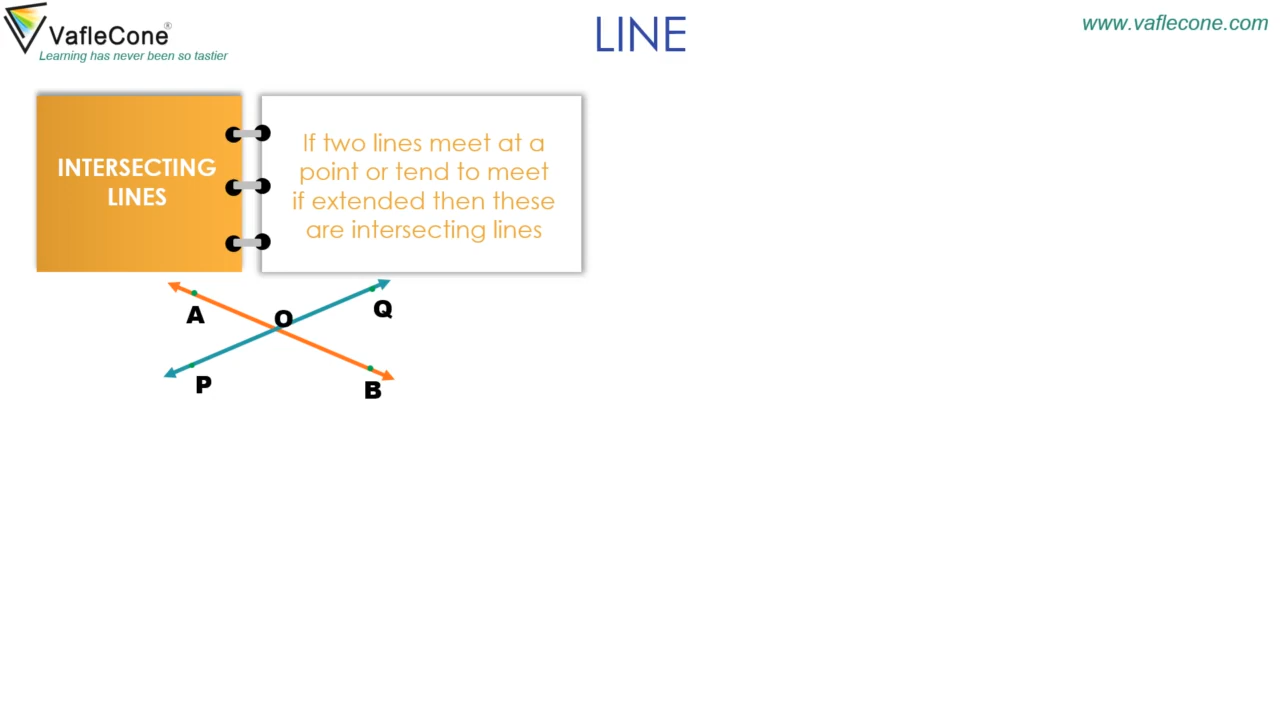 VafleCone®
Learning has never been so tastier
LINE
www.vaflecone.com
INTERSECTING
LINES
If two lines meet at a
point or tend to meet
if extended then these
are intersecting lines
A
O
Q
P
B